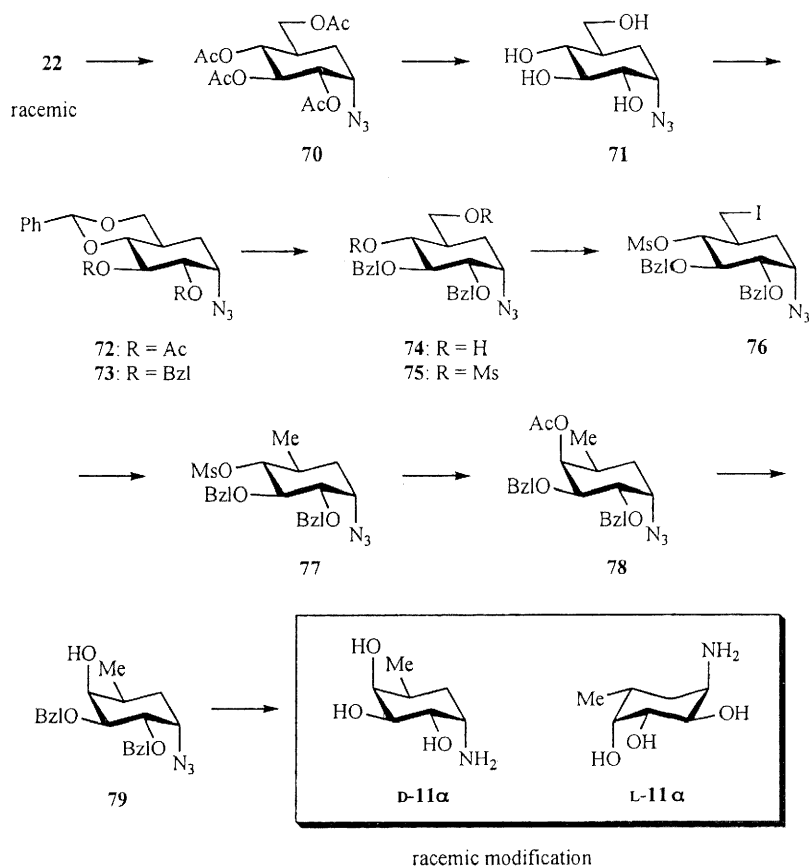 22
racemic
OAc
AcO
AcO
AcO
N3
70
OH
HO
HO
HO
N3
71
Ph
O
O
RO
RO
N3
72: R = Ac
73: R = Bzl
OR
RO
BzlO
BzlO
N3
74: R = H
75: R = Ms
I
MsO
BzlO
BzlO
N3
76
Me
MsO
BzlO
BzlO
N3
77
AcO
Me
BzlO
BzlO
N3
78
HO
Me
BzlO
BzlO
N3
79
HO
Me
HO
HO
NH2
D-11α
NH2
Me
OH
OH
HO
L-11α
racemic modification